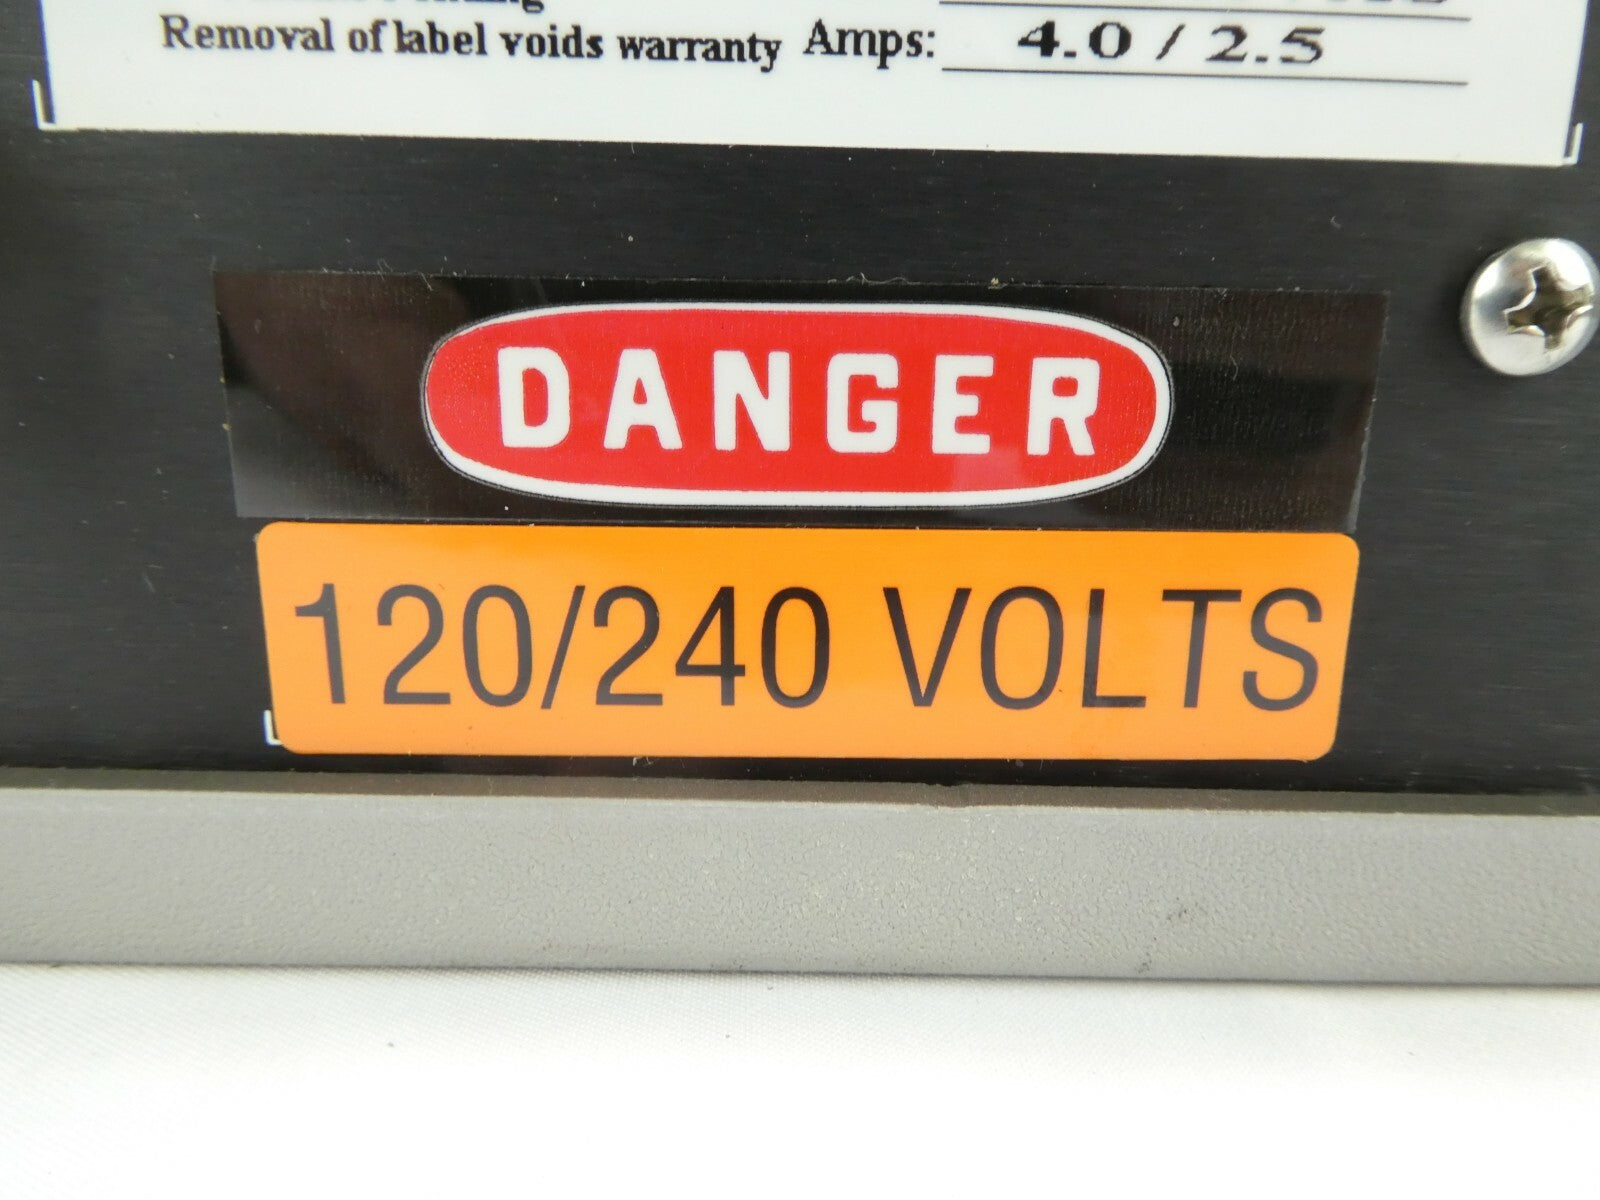 Removal of label voids warranty Amps: 4.0 / 2.5
DANGER
120/240 VOLTS